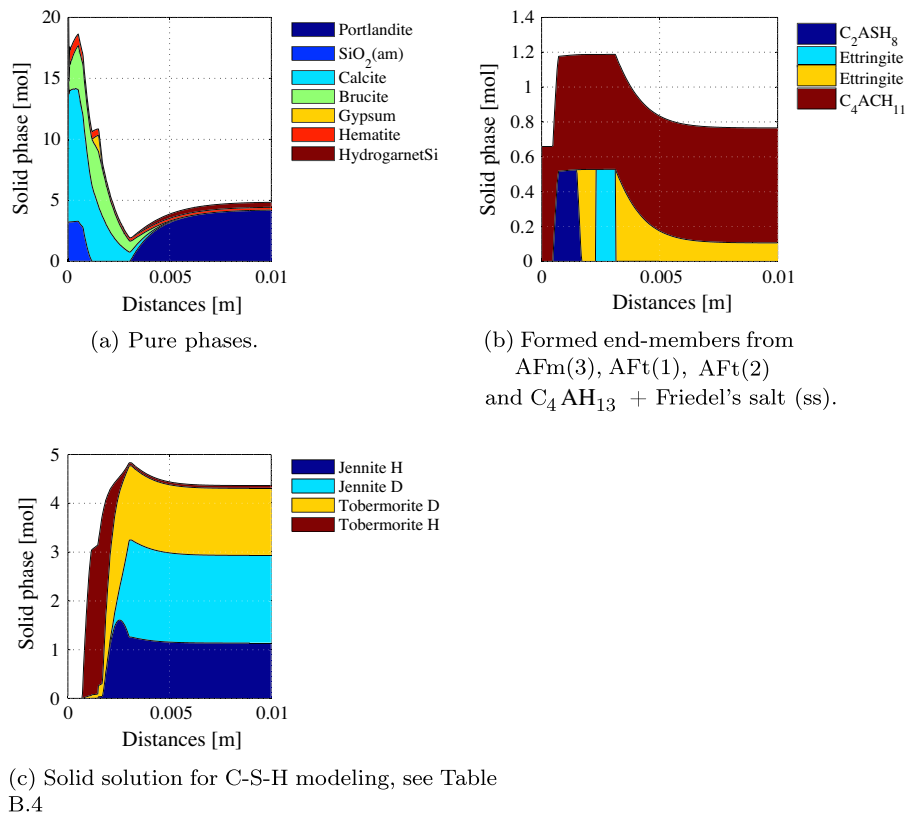 20
15
10
5
0
Solid phase [mol]
0
0.005
0.01
Distances [m]
Portlandite
SiO2(am)
Calcite
Brucite
Gypsum
Hematite
HydrogarnetSi
(a) Pure phases.
1.4
1.2
1
0.8
0.6
0.4
0.2
0
Solid phase [mol]
0
0.005
0.01
Distances [m]
C2ASH8
Ettringite
Ettringite
C4ACH11
(b) Formed end-members from
AFm(3), AFt(1), AFt(2)
and C4AH13 + Friedel's salt (ss).
5
4
3
2
1
0
Solid phase [mol]
0
0.005
0.01
Distances [m]
Jennite H
Jennite D
Tobermorite D
Tobermorite H
(c) Solid solution for C-S-H modeling, see Table
B.4